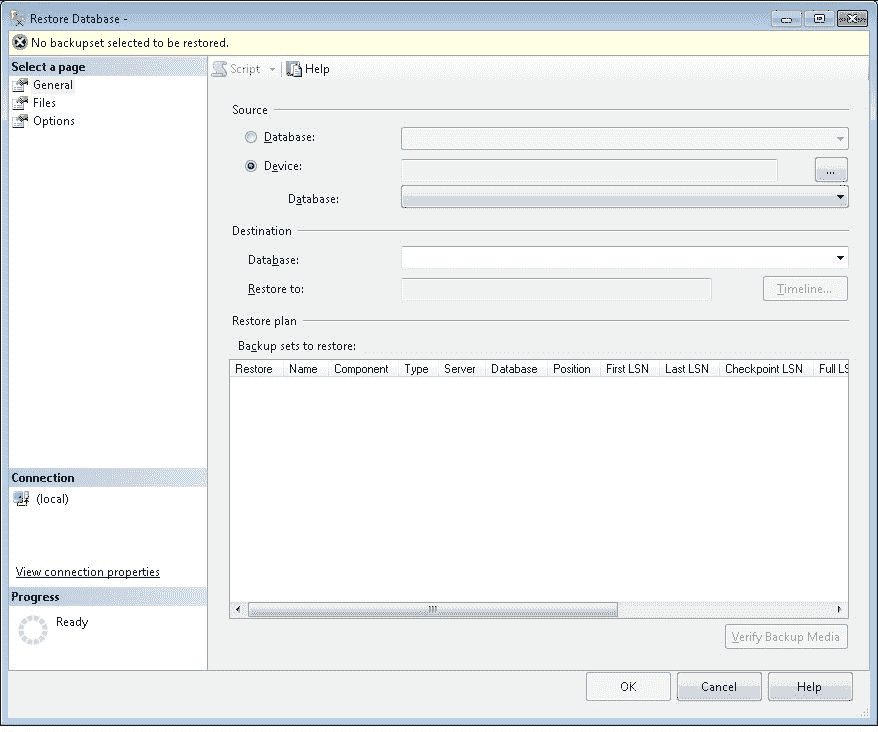 Restore Database -
No backupset selected to be restored.
Select a page
General
Files
Options
Script Help
Source
Database:
Device:
...
Database:
Destination
Database:
Restore to:
Timeline...
Restore plan
Backup sets to restore:
Restore Name Component Type Server Database Position First LSN Last LSN Checkpoint LSN Full LS
Connection
(local)
View connection properties
Progress
Ready
Verify Backup Media
OK Cancel Help